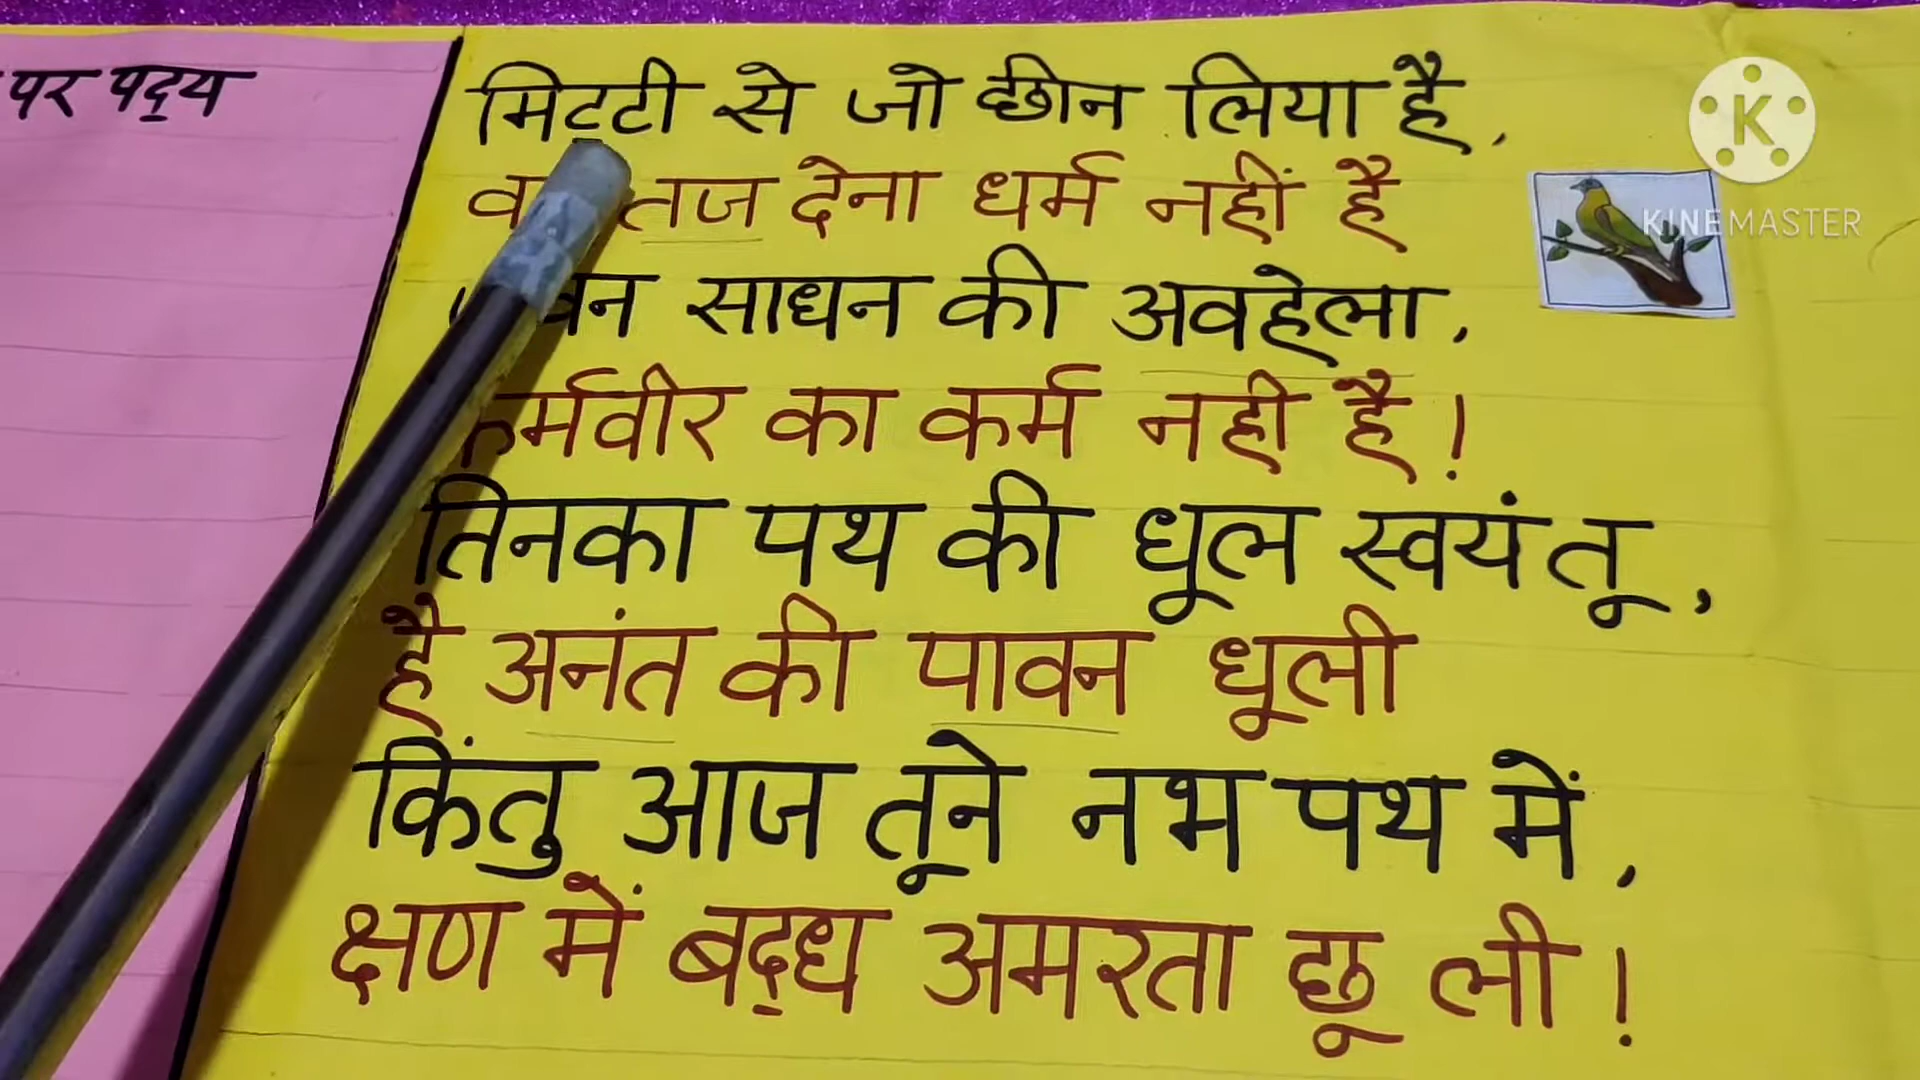 पर पद्य
मिट्टी से जो छीन लिया है,
तज देना धर्म नहीं है
साधन की अवहेला,
कर्मवीर का कर्म नहीं है!
तिनका पथ की धूल स्वयं तू,
है अनंत की पावन धूली
किंतु आज तूने नभ पथ में,
क्षण में बद्ध अमरता छू ली!
K
KINEMASTER